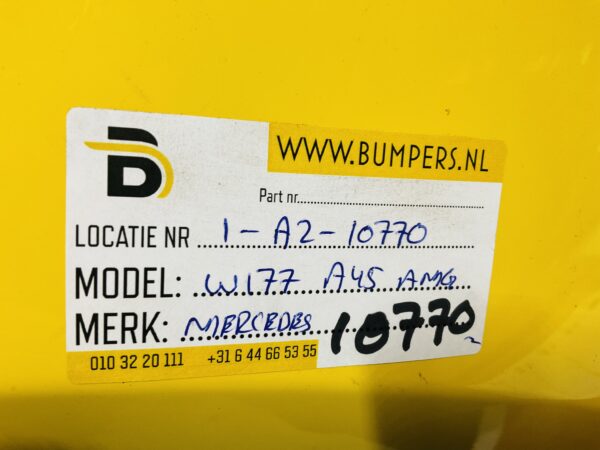 B
WWW.BUMPERS.NL
Part nr.
LOCATIE NR 1-A2-10770
MODEL: W177 A45 AMG
MERK: MERCEDES 10770
010 32 20 111 +31 6 44 66 53 55